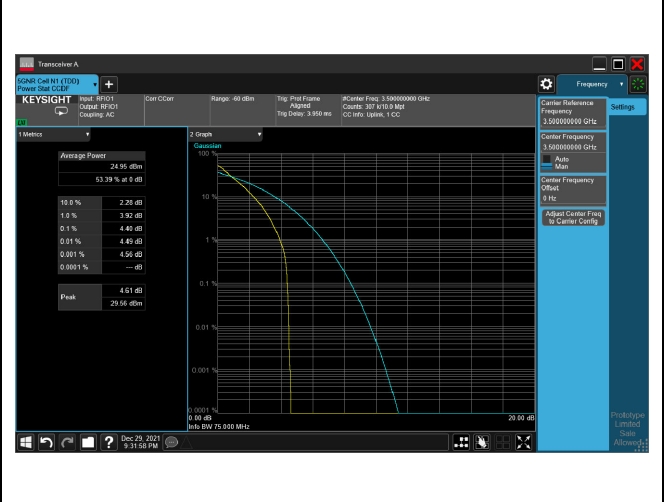 Transceiver A
5GNR Cell N1 (TDD)
Power Stat CCDF
Frequency
KEYSIGHT
Input: RFIO1
Output: RFIO1
Coupling: AC
Corr CCorr
Range: -60 dBm
Trig: Prot Frame
Aligned
Trig Delay: 3.950 ms
#Center Freq: 3.500000000 GHz
Counts: 307 k/10.0 Mpt
CC Info: Uplink, 1 CC
Carrier Reference
Frequency
3.500000000 GHz
Settings
Center Frequency
3.500000000 GHz
Auto
Man
Center Frequency
Offset
0 Hz
Adjust Center Freq
to Carrier Config
1 Metrics
Average Power
24.95 dBm
53.39 % at 0 dB
10.0 % 2.28 dB
1.0 % 3.92 dB
0.1 % 4.40 dB
0.01 % 4.49 dB
0.001 % 4.56 dB
0.0001 % --- dB
Peak 4.61 dB
29.56 dBm
2 Graph
Gaussian
100 %
10 %
1 %
0.1 %
0.01 %
0.001 %
0.0001 %
0.00 dB 20.00 dB
Info BW 75.000 MHz
Prototype
Limited
Sale
Allowed
Dec 29, 2021
9:31:58 PM